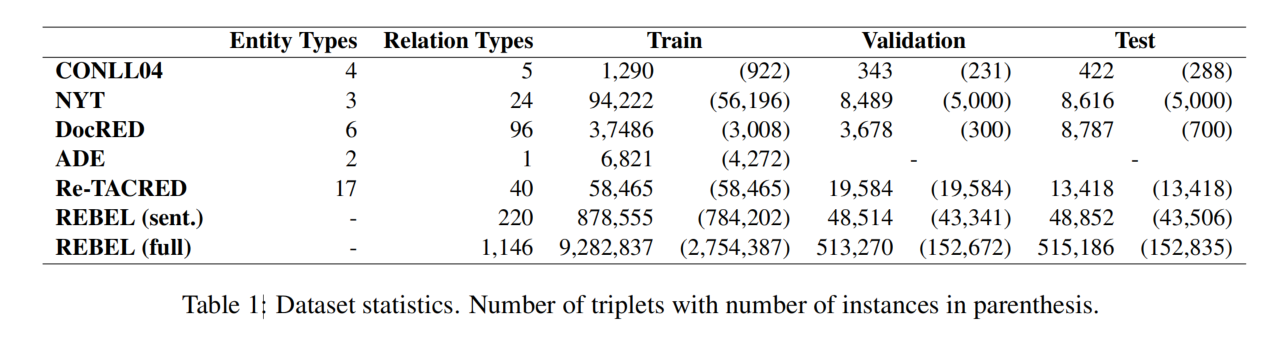 Entity Types Relation Types Train Validation Test
CONLL04 4 5 1,290 (922) 343 (231) 422 (288)
NYT 3 24 94,222 (56,196) 8,489 (5,000) 8,616 (5,000)
DocRED 6 96 3,7486 (3,008) 3,678 (300) 8,787 (700)
ADE 2 1 6,821 (4,272) - -
Re-TACRED 17 40 58,465 (58,465) 19,584 (19,584) 13,418 (13,418)
REBEL (sent.) - 220 878,555 (784,202) 48,514 (43,341) 48,852 (43,506)
REBEL (full) - 1,146 9,282,837 (2,754,387) 513,270 (152,672) 515,186 (152,835)
Table 1: Dataset statistics. Number of triplets with number of instances in parenthesis.